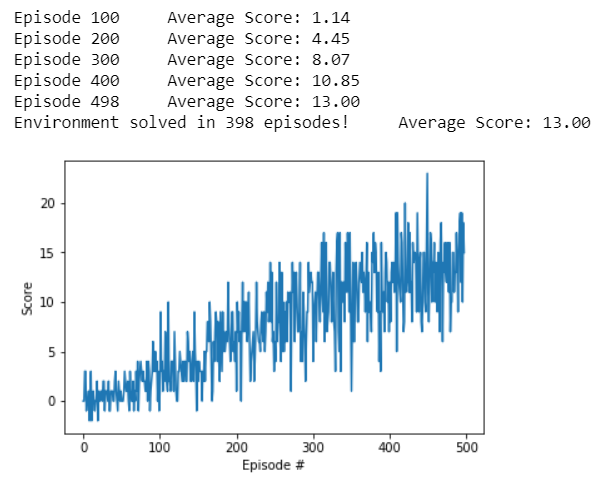 Episode 100 Average Score: 1.14
Episode 200 Average Score: 4.45
Episode 300 Average Score: 8.07
Episode 400 Average Score: 10.85
Episode 498 Average Score: 13.00
Environment solved in 398 episodes! Average Score: 13.00
20
15
10
5
0
Score
0 100 200 300 400 500
Episode #